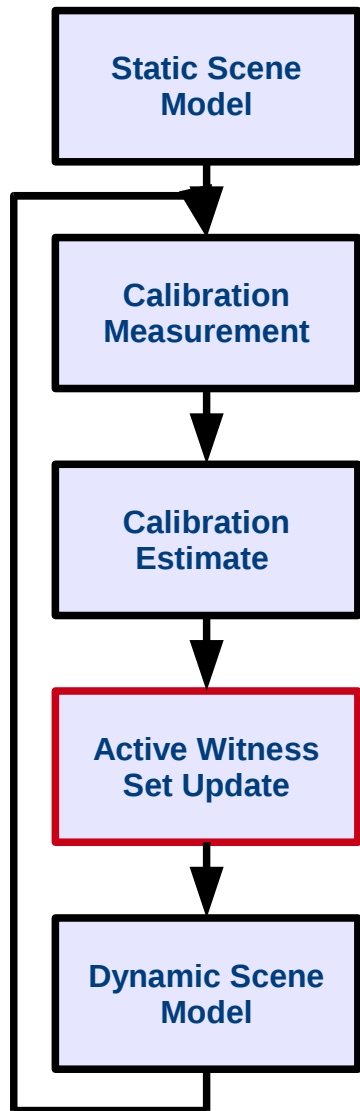 Static Scene
Model
Calibration
Measurement
Calibration
Estimate
Active Witness
Set Update
Dynamic Scene
Model